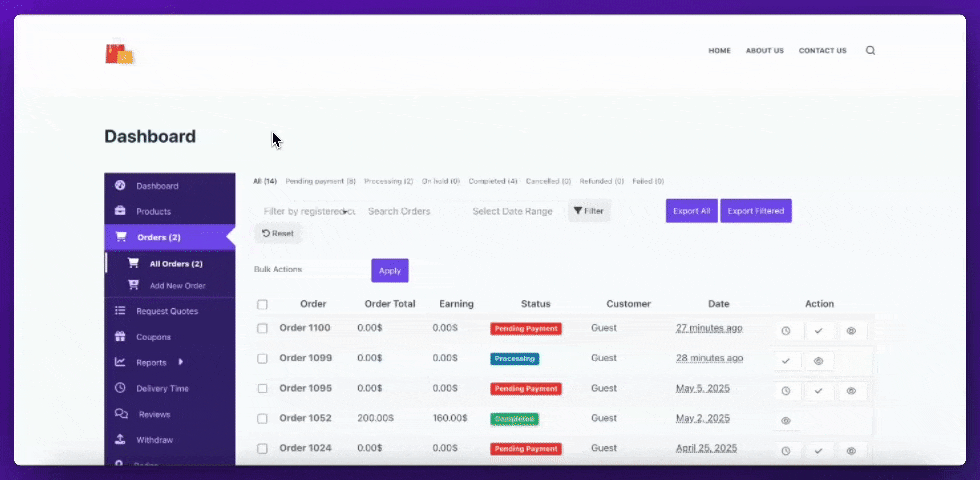 HOME ABOUT US CONTACT US
Dashboard
Dashboard
Products
Orders (2)
All Orders (2)
Add New Order
Request Quotes
Coupons
Reports
Delivery Time
Reviews
Withdraw
All (14) Pending payment (8) Processing (2) On hold (0) Completed (4) Cancelled (0) Refunded (0) Failed (0)
Filter by registered Search Orders Select Date Range Filter Export All Export Filtered
Reset
Bulk Actions Apply
Order Order Total Earning Status Customer Date Action
Order 1100 0.00$ 0.00$ Pending Payment Guest 27 minutes ago
Order 1099 0.00$ 0.00$ Processing Guest 28 minutes ago
Order 1095 0.00$ 0.00$ Pending Payment Guest May 5, 2025
Order 1052 200.00$ 160.00$ Completed Guest May 2, 2025
Order 1024 0.00$ 0.00$ Pending Payment Guest April 25, 2025